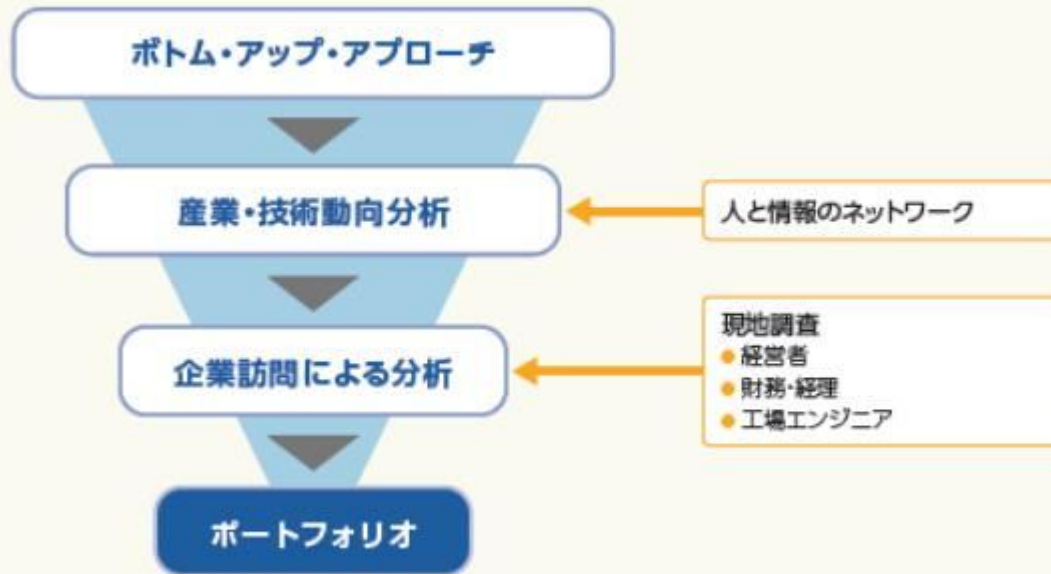 ボトム・アップ・アプローチ
産業・技術動向分析
人と情報のネットワーク
企業訪問による分析
現地調査
● 経営者
● 財務・経理
● 工場エンジニア
ポートフォリオ